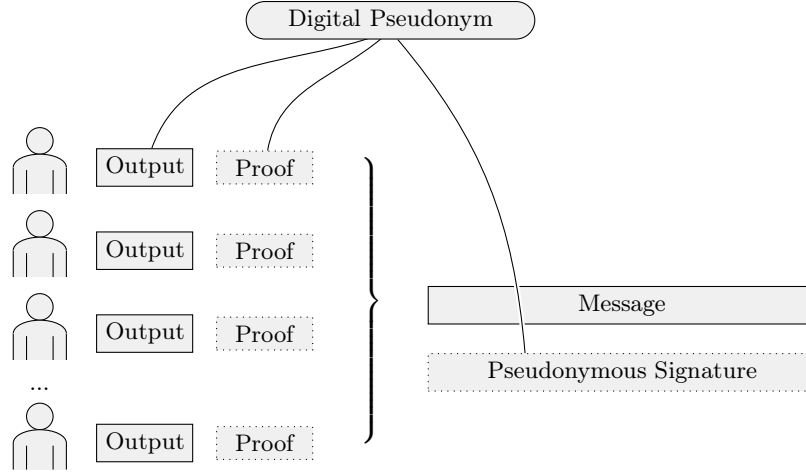 Digital Pseudonym
Output Proof
Output Proof
Message
Output Proof
Pseudonymous Signature
...
Output Proof